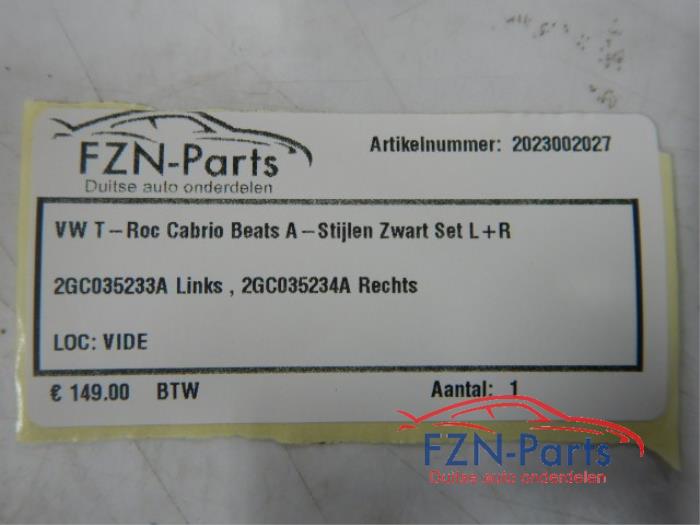 FZN-Parts
Duitse auto onderdelen
Artikelnummer: 2023002027
VW T-Roc Cabrio Beats A-Stijlen Zwart Set L+R
2GC035233A Links , 2GC035234A Rechts
LOC: VIDE
€ 149.00 BTW
Aantal: 1
FZN-Parts
Duitse auto onderdelen